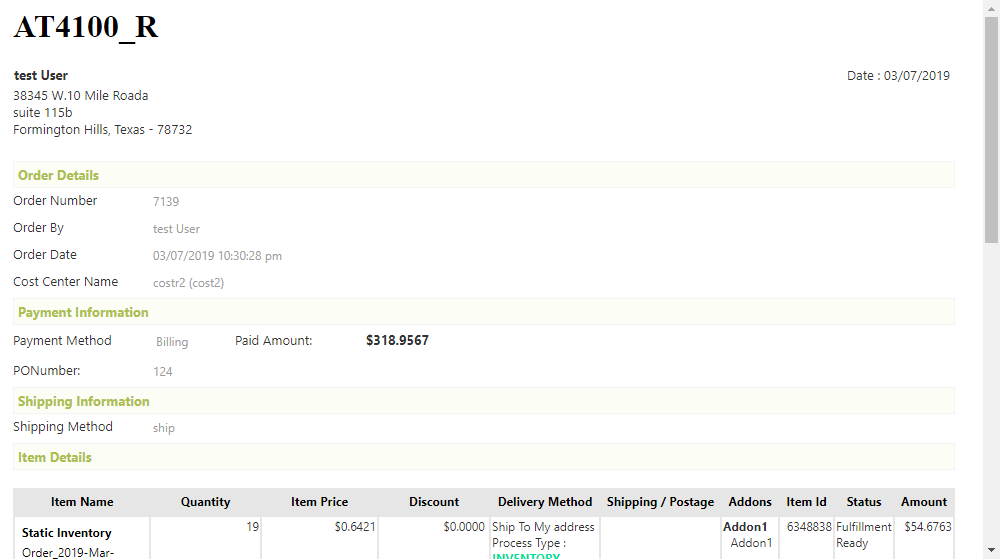 AT4100_R
test User
Date : 03/07/2019
38345 W.10 Mile Roada
suite 115b
Formington Hills, Texas - 78732
Order Details
Order Number 7139
Order By test User
Order Date 03/07/2019 10:30:28 pm
Cost Center Name costr2 (cost2)
Payment Information
Payment Method Billing Paid Amount: $318.9567
PONumber: 124
Shipping Information
Shipping Method ship
Item Details
Item Name Quantity Item Price Discount Delivery Method Shipping / Postage Addons Item Id Status Amount
Static Inventory 19 $0.6421 $0.0000 Ship To My address Addon1 6348838 Fulfillment $54.6763
Order_2019-Mar- Process Type : Addon1 Ready
INVENTORY